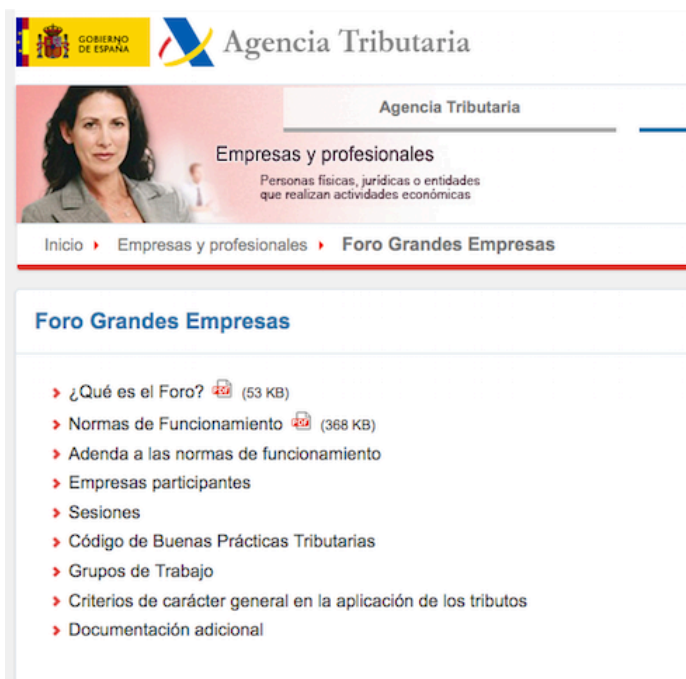 GOBIERNO
DE ESPAÑA
Agencia Tributaria
Agencia Tributaria
Empresas y profesionales
Personas físicas, jurídicas o entidades
que realizan actividades económicas
Inicio Empresas y profesionales Foro Grandes Empresas
Foro Grandes Empresas
¿Qué es el Foro? PDF (53 KB)
Normas de Funcionamiento PDF (368 KB)
Adenda a las normas de funcionamiento
Empresas participantes
Sesiones
Código de Buenas Prácticas Tributarias
Grupos de Trabajo
Criterios de carácter general en la aplicación de los tributos
Documentación adicional